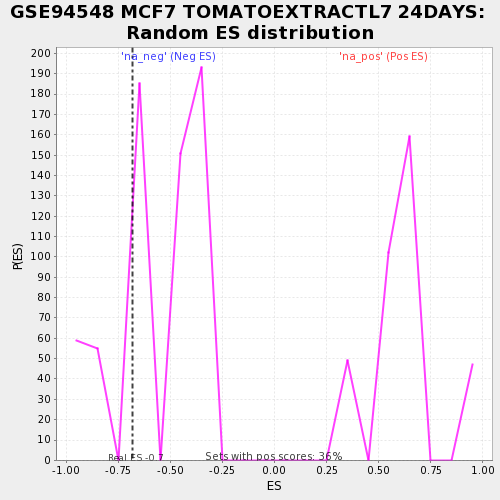 GSE94548 MCF7 TOMATOEXTRACTL7 24DAYS:
Random ES distribution
'na_neg' (Neg ES)
'na_pos' (Pos ES)
200
190
180
170
160
150
140
130
120
110
100
90
80
70
60
50
40
30
20
10
0
P(ES)
Real ES -0.7
Sets with pos scores: 36%
-1.00 -0.75 -0.50 -0.25 0.00 0.25 0.50 0.75 1.00
ES